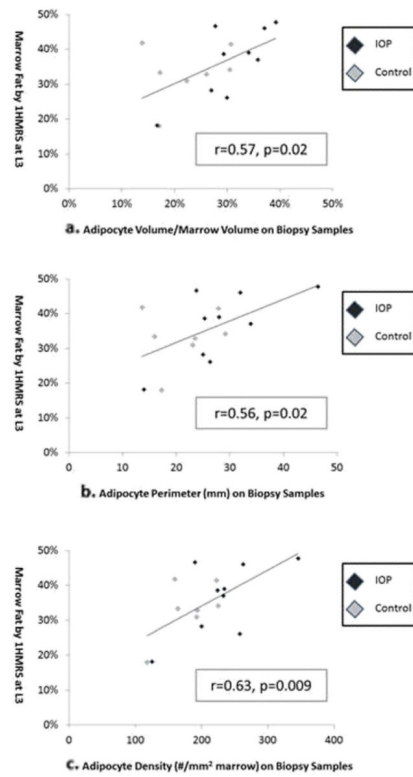 Marrow Fat by 1HMRS at L3
50%
40%
30%
20%
10%
0%
0%
10%
20%
30%
40%
50%
IOP
Control
r=0.57, p=0.02
a. Adipocyte Volume/Marrow Volume on Biopsy Samples
Marrow Fat by 1HMRS at L3
50%
40%
30%
20%
10%
0%
0
10
20
30
40
50
IOP
Control
r=0.56, p=0.02
b. Adipocyte Perimeter (mm) on Biopsy Samples
Marrow Fat by 1HMRS at L3
50%
40%
30%
20%
10%
0%
0
100
200
300
400
IOP
Control
r=0.63, p=0.009
c. Adipocyte Density (#/mm² marrow) on Biopsy Samples